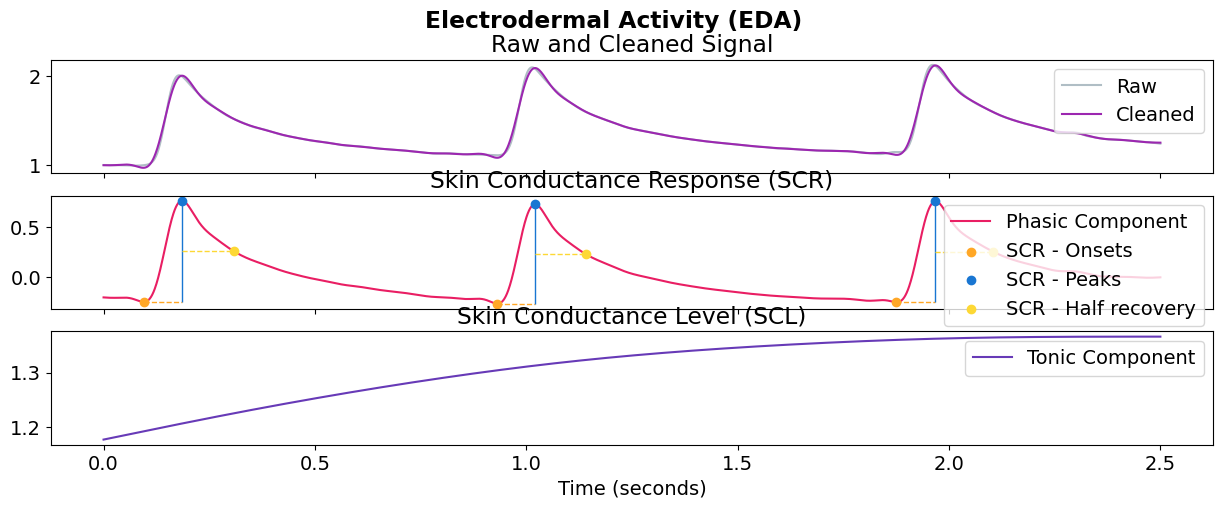 Electrodermal Activity (EDA)
Raw and Cleaned Signal
2
1
Raw
Cleaned
Skin Conductance Response (SCR)
0.5
0.0
Phasic Component
SCR - Onsets
SCR - Peaks
SCR - Half recovery
Skin Conductance Level (SCL)
1.3
1.2
Tonic Component
0.0 0.5 1.0 1.5 2.0 2.5
Time (seconds)